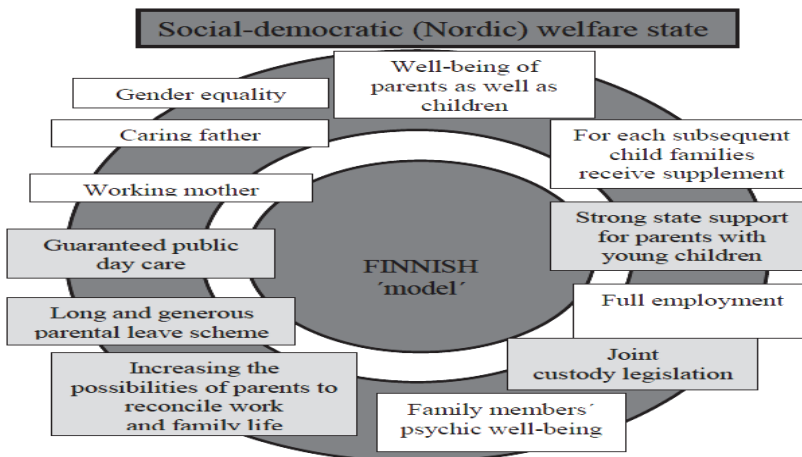 Social-democratic (Nordic) welfare state
Well-being of
parents as well as
children
Gender equality
Caring father
Working mother
Guaranteed public
day care
Long and generous
parental leave scheme
Increasing the
possibilities of parents to
reconcile work
and family life
FINNISH
´model´
For each subsequent
child families
receive supplement
Strong state support
for parents with
young children
Full employment
Joint
custody legislation
Family members´
psychic well-being